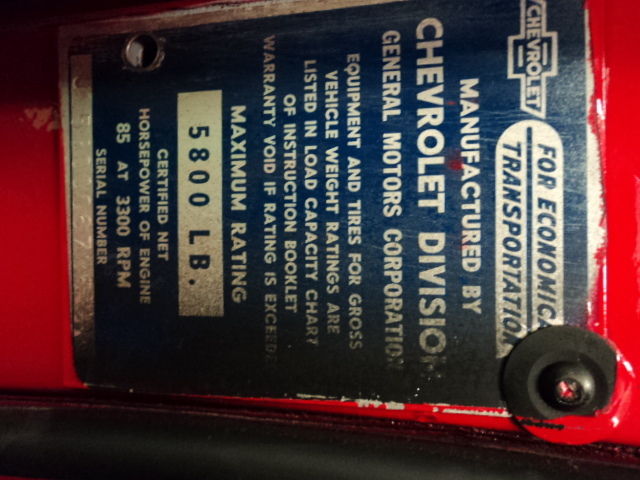 CHEVROLET
FOR ECONOMICAL
TRANSPORTATION
MANUFACTURED BY
CHEVROLET DIVISION
GENERAL MOTORS CORPORATION
EQUIPMENT AND TIRES FOR GROSS
VEHICLE WEIGHT RATINGS ARE
LISTED IN LOAD CAPACITY CHART
OF INSTRUCTION BOOKLET
WARRANTY VOID IF RATING IS EXCEEDED
MAXIMUM RATING
5800 LB.
CERTIFIED NET
HORSEPOWER OF ENGINE
85 AT 3300 RPM
SERIAL NUMBER